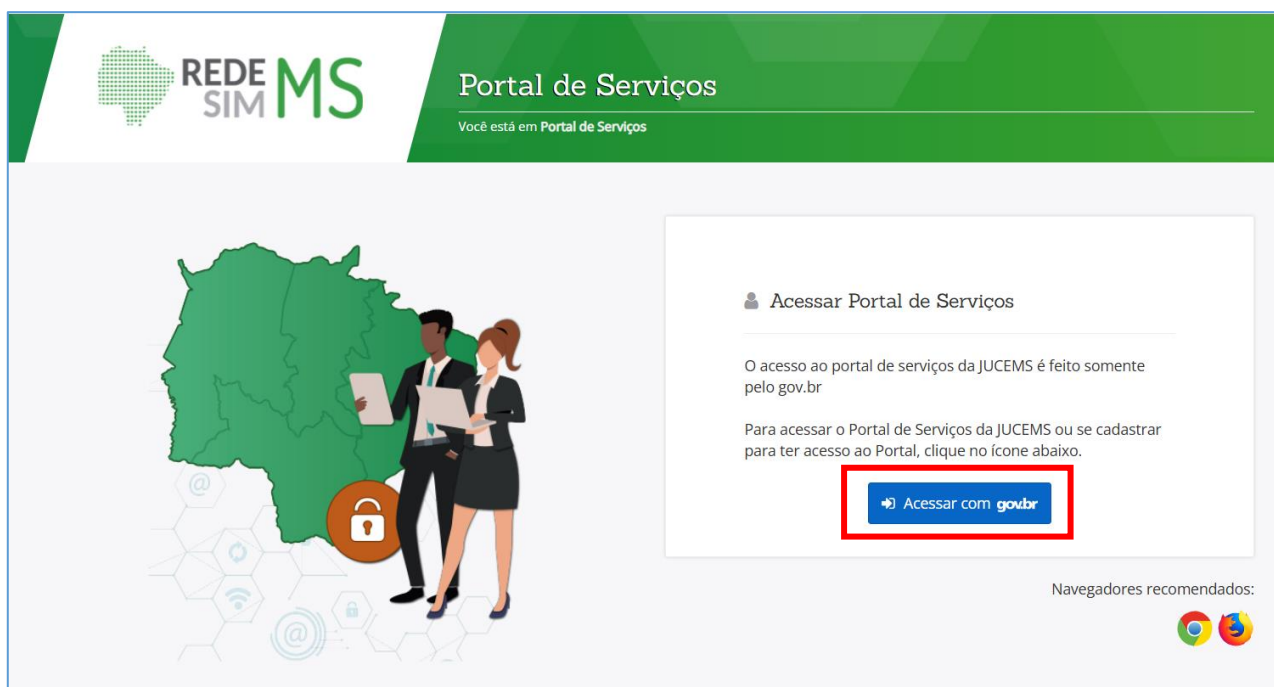 REDE
SIM MS
Portal de Serviços
Você está em Portal de Serviços
Acessar Portal de Serviços
O acesso ao portal de serviços da JUCEMS é feito somente
pelo gov.br
Para acessar o Portal de Serviços da JUCEMS ou se cadastrar
para ter acesso ao Portal, clique no ícone abaixo.
Acessar com gov.br
Navegadores recomendados: